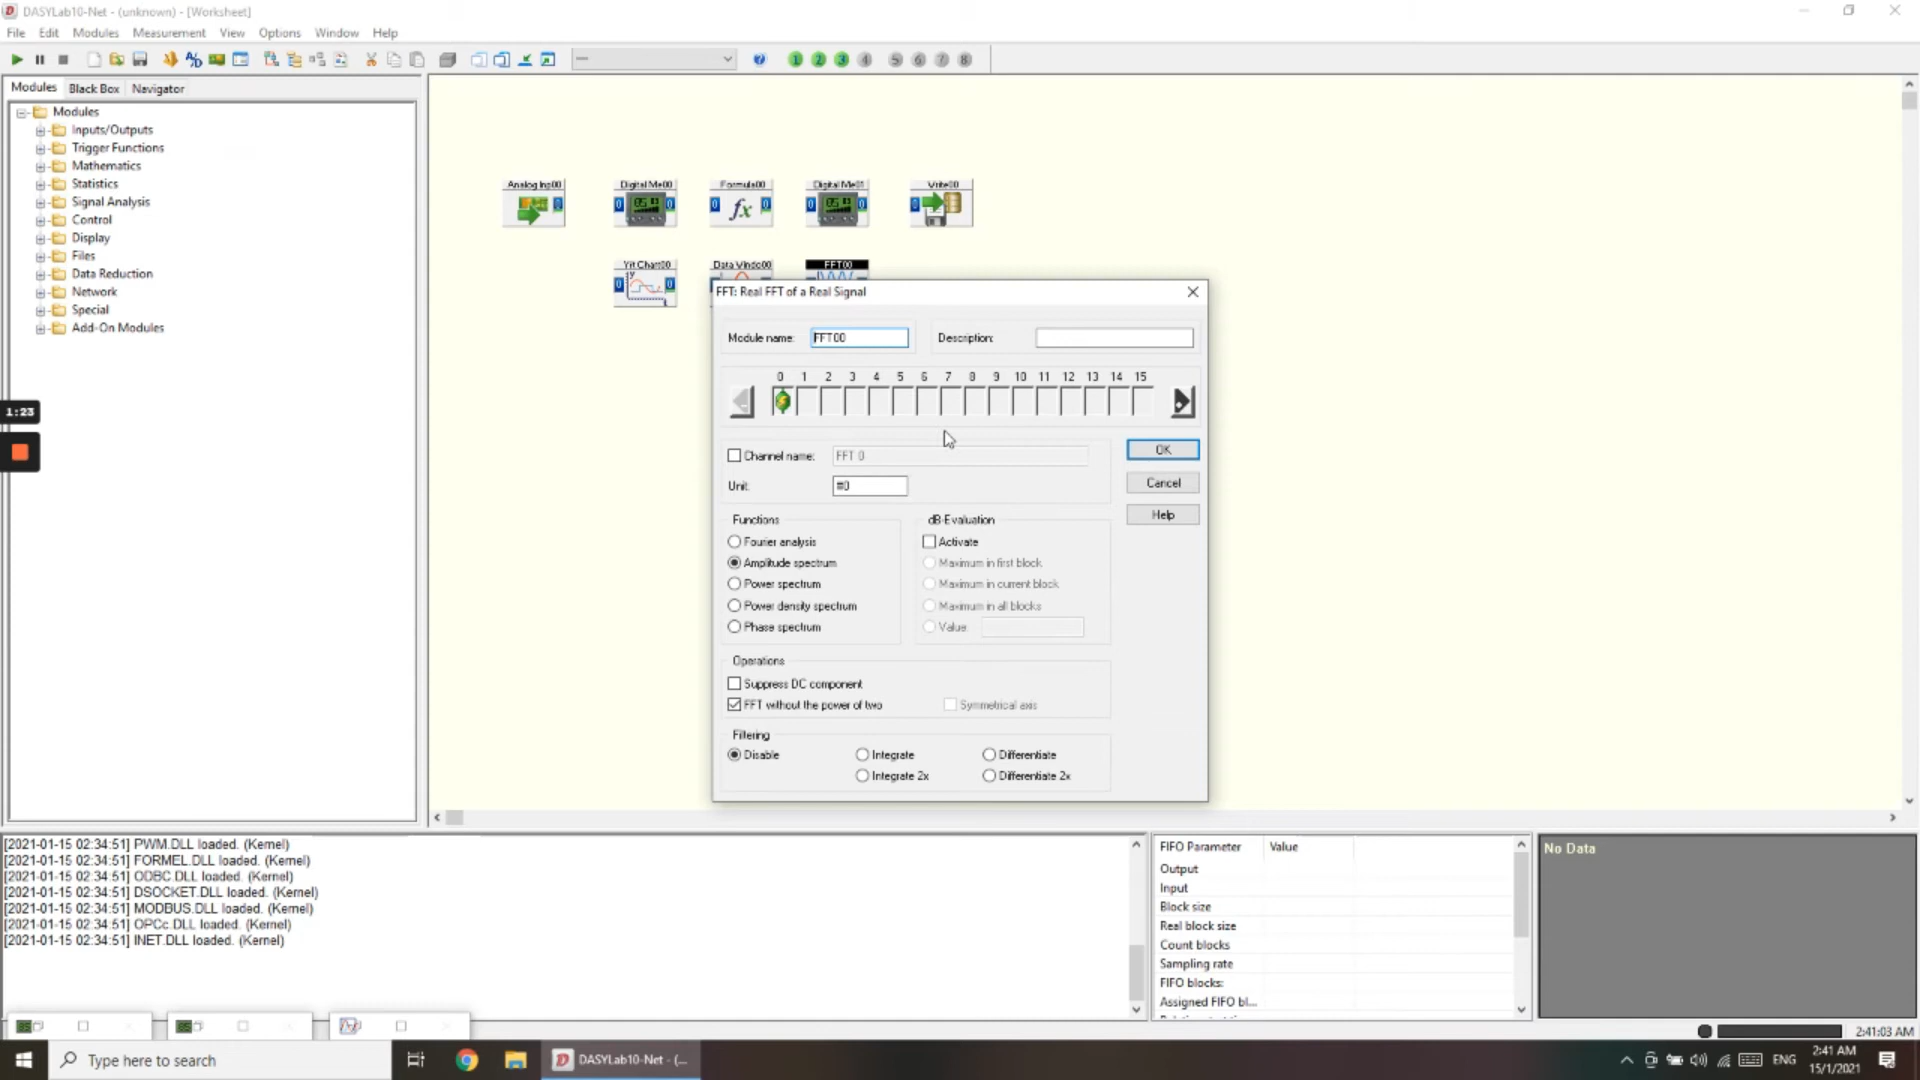 DASYLab10-Net - (unknown) - [Worksheet]
File Edit Modules Measurement View Options Window Help
1 2 3 4 5 6 7 8
Modules Black Box Navigator
Modules
Inputs/Outputs
Trigger Functions
Mathematics
Statistics
Signal Analysis
Control
Display
Files
Data Reduction
Network
Special
Add-On Modules
1:23
Analog Inp00 Digital Me00 Formula00 Digital Me01 Write00
Y/t Chart00 Data Windo00 FFT00
FFT: Real FFT of a Real Signal
Module name: FFT00 Description:
0 1 2 3 4 5 6 7 8 9 10 11 12 13 14 15
Channel name: FFT 0
Unit: #0
OK
Cancel
Help
Functions
Fourier analysis
Amplitude spectrum
Power spectrum
Power density spectrum
Phase spectrum
dB-Evaluation
Activate
Maximum in first block
Maximum in current block
Maximum in all blocks
Value:
Operations
Suppress DC component
FFT without the power of two Symmetrical axis
Filtering
Disable Integrate Differentiate
Integrate 2x Differentiate 2x
[2021-01-15 02:34:51] PWM.DLL loaded. (Kernel)
[2021-01-15 02:34:51] FORMEL.DLL loaded. (Kernel)
[2021-01-15 02:34:51] ODBC.DLL loaded. (Kernel)
[2021-01-15 02:34:51] DSOCKET.DLL loaded. (Kernel)
[2021-01-15 02:34:51] MODBUS.DLL loaded. (Kernel)
[2021-01-15 02:34:51] OPCc.DLL loaded. (Kernel)
[2021-01-15 02:34:51] INET.DLL loaded. (Kernel)
FIFO Parameter Value
Output
Input
Block size
Real block size
Count blocks
Sampling rate
FIFO blocks:
Assigned FIFO bl...
No Data
2:41:03 AM
Type here to search
DASYLab10-Net - (...
ENG
2:41 AM
15/1/2021